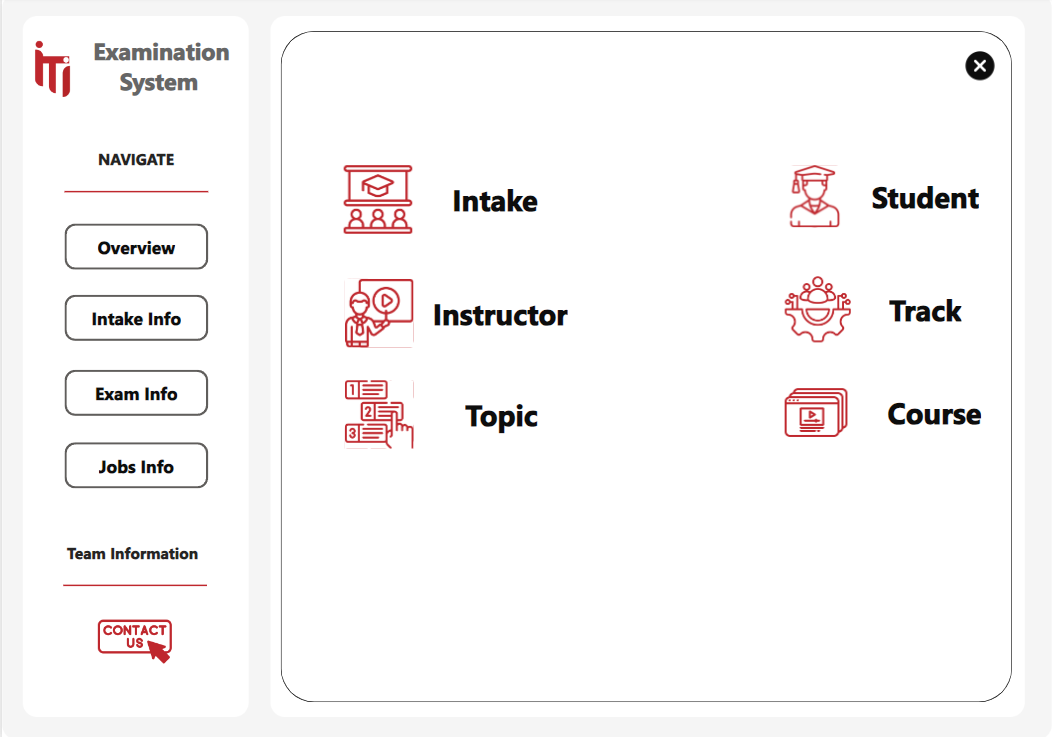 iTi
Examination
System
NAVIGATE
Overview
Intake Info
Exam Info
Jobs Info
Team Information
CONTACT
US
Intake
Student
Instructor
Track
1
2
3
Topic
Course